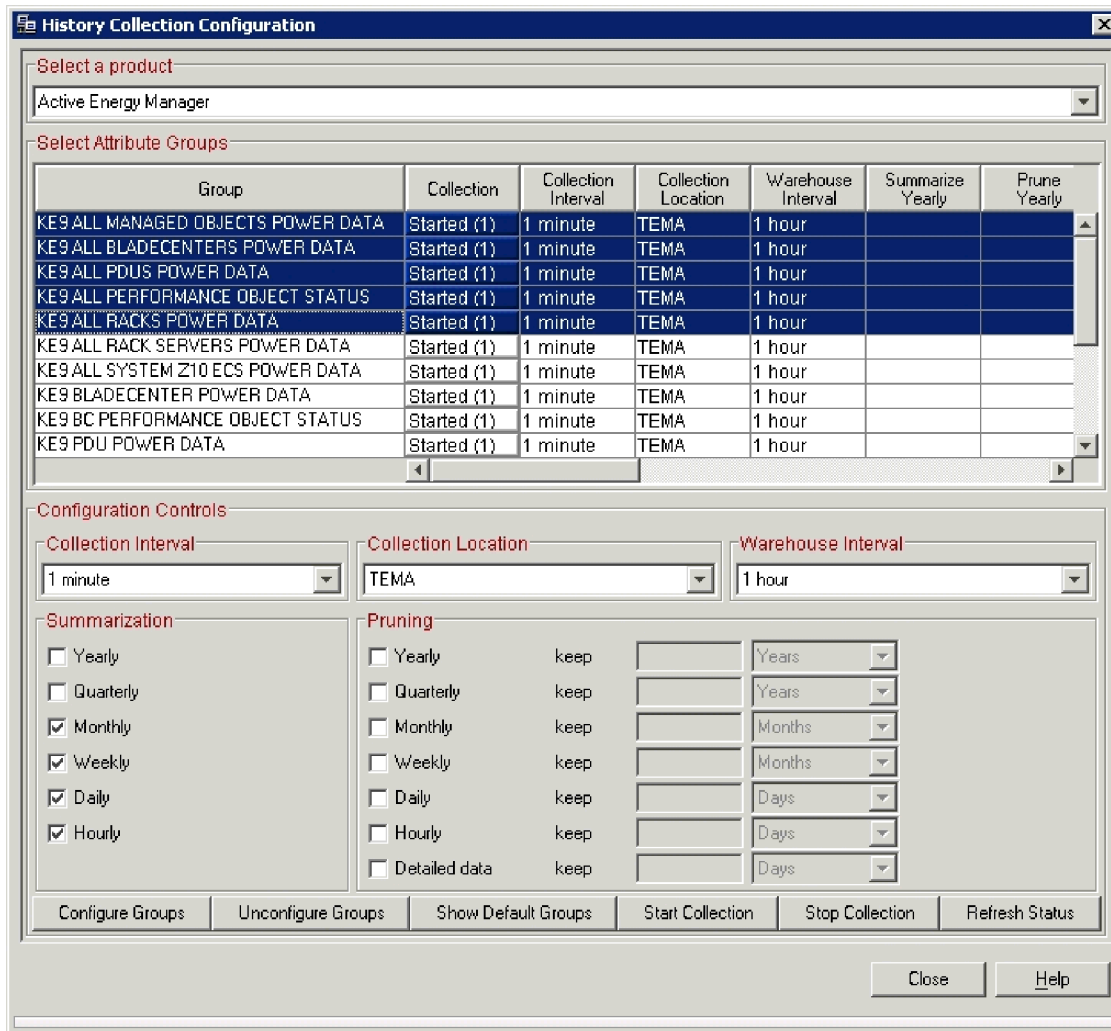 History Collection Configuration
Select a product
Active Energy Manager
Select Attribute Groups
Group Collection Collection Interval Collection Location Warehouse Interval Summarize Yearly Prune Yearly
KE9 ALL MANAGED OBJECTS POWER DATA Started (1) 1 minute TEMA 1 hour
KE9 ALL BLADECENTERS POWER DATA Started (1) 1 minute TEMA 1 hour
KE9 ALL PDUS POWER DATA Started (1) 1 minute TEMA 1 hour
KE9 ALL PERFORMANCE OBJECT STATUS Started (1) 1 minute TEMA 1 hour
KE9 ALL RACKS POWER DATA Started (1) 1 minute TEMA 1 hour
KE9 ALL RACK SERVERS POWER DATA Started (1) 1 minute TEMA 1 hour
KE9 ALL SYSTEM Z10 ECS POWER DATA Started (1) 1 minute TEMA 1 hour
KE9 BLADECENTER POWER DATA Started (1) 1 minute TEMA 1 hour
KE9 BC PERFORMANCE OBJECT STATUS Started (1) 1 minute TEMA 1 hour
KE9 PDU POWER DATA Started (1) 1 minute TEMA 1 hour
Configuration Controls
Collection Interval Collection Location Warehouse Interval
1 minute TEMA 1 hour
Summarization Pruning
Yearly Yearly keep Years
Quarterly Quarterly keep Years
Monthly Monthly keep Months
Weekly Weekly keep Months
Daily Daily keep Days
Hourly Hourly keep Days
Detailed data keep Days
Configure Groups Unconfigure Groups Show Default Groups Start Collection Stop Collection Refresh Status
Close Help